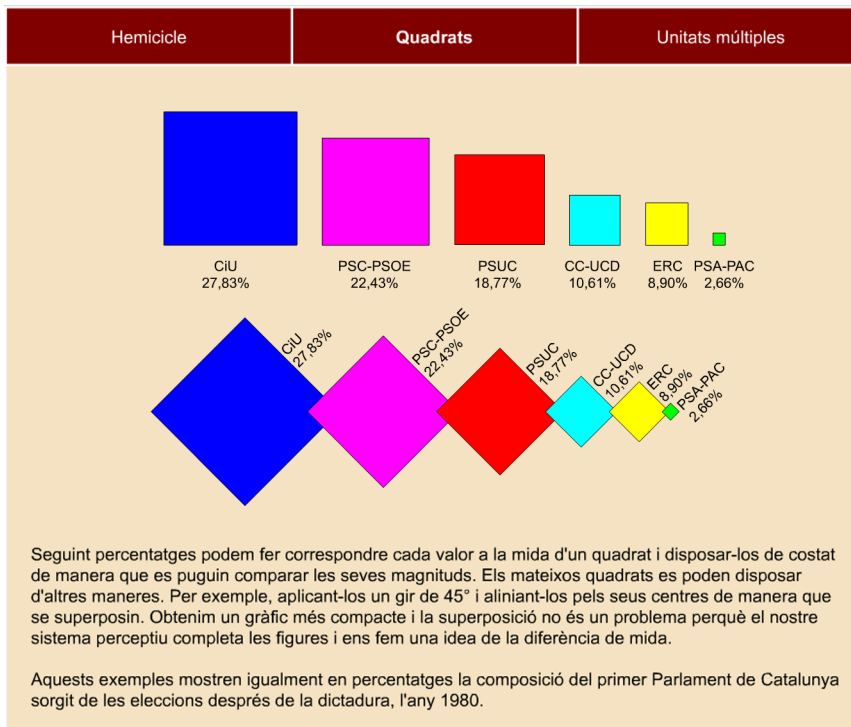 Hemicicle
Quadrats
Unitats múltiples
CiU
27,83%
PSC-PSOE
22,43%
PSUC
18,77%
CC-UCD
10,61%
ERC
8,90%
PSA-PAC
2,66%
CiU
27,83%
PSC-PSOE
22,43%
PSUC
18,77%
CC-UCD
10,61%
ERC
8,90%
PSA-PAC
2,66%
Seguint percentatges podem fer correspondre cada valor a la mida d'un quadrat i disposar-los de costat
de manera que es puguin comparar les seves magnituds. Els mateixos quadrats es poden disposar
d'altres maneres. Per exemple, aplicant-los un gir de 45° i aliniant-los pels seus centres de manera que
se superposin. Obtenim un gràfic més compacte i la superposició no és un problema perquè el nostre
sistema perceptiu completa les figures i ens fem una idea de la diferència de mida.
Aquests exemples mostren igualment en percentatges la composició del primer Parlament de Catalunya
sorgit de les eleccions després de la dictadura, l'any 1980.